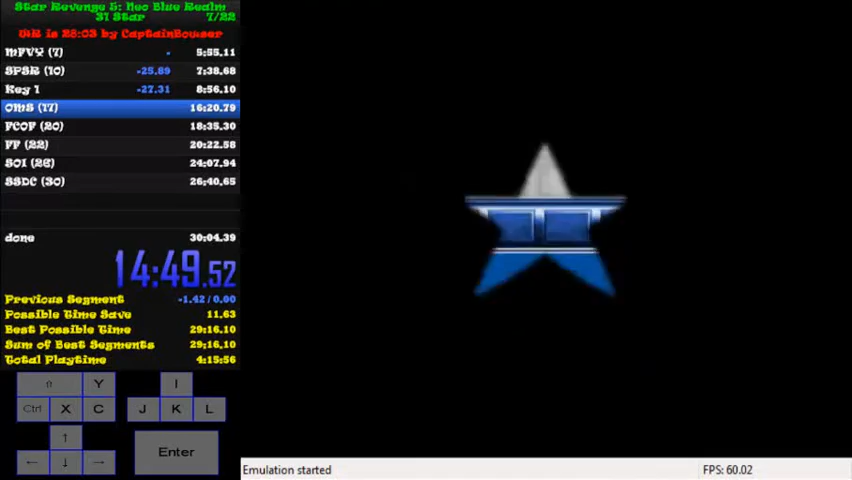 Star Revenge 5: Neo Blue Realm
31 Star 7/22
WR is 28:03 by CaptainBowser
MFVY (7) - 5:55.11
SPSR (10) -25.89 7:38.68
Key 1 -27.31 8:56.10
OMS (17) 16:20.79
FCOF (20) 18:35.30
FF (22) 20:22.58
SOI (26) 24:07.94
SSDC (30) 26:40.65
done 30:04.39
14:49.52
Previous Segment -1.42 / 0.00
Possible Time Save 11.63
Best Possible Time 29:16.10
Sum of Best Segments 29:16.10
Total Playtime 4:15:56
⇧ Y I
Ctrl X C J K L
↑
← ↓ → Enter
Emulation started FPS: 60.02